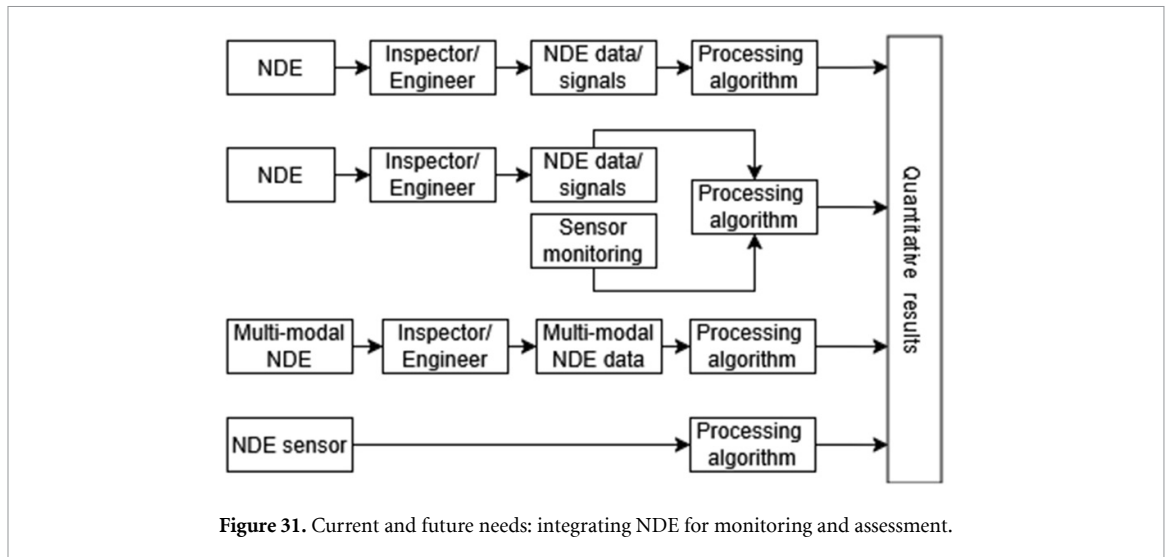 NDE
Inspector/
Engineer
NDE data/
signals
Processing
algorithm
NDE
Inspector/
Engineer
NDE data/
signals
Sensor
monitoring
Processing
algorithm
Multi-modal
NDE
Inspector/
Engineer
Multi-modal
NDE data
Processing
algorithm
NDE sensor
Processing
algorithm
Quantitative results
Figure 31. Current and future needs: integrating NDE for monitoring and assessment.